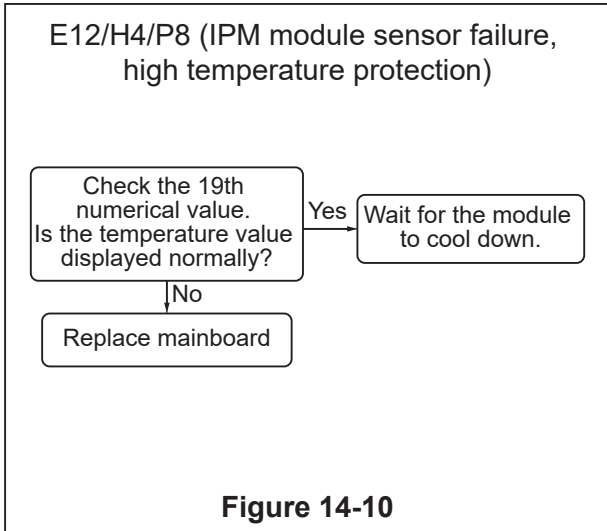 E12/H4/P8 (IPM module sensor failure,
high temperature protection)
Check the 19th
numerical value.
Is the temperature value
displayed normally?
Yes
Wait for the module
to cool down.
No
Replace mainboard
Figure 14-10